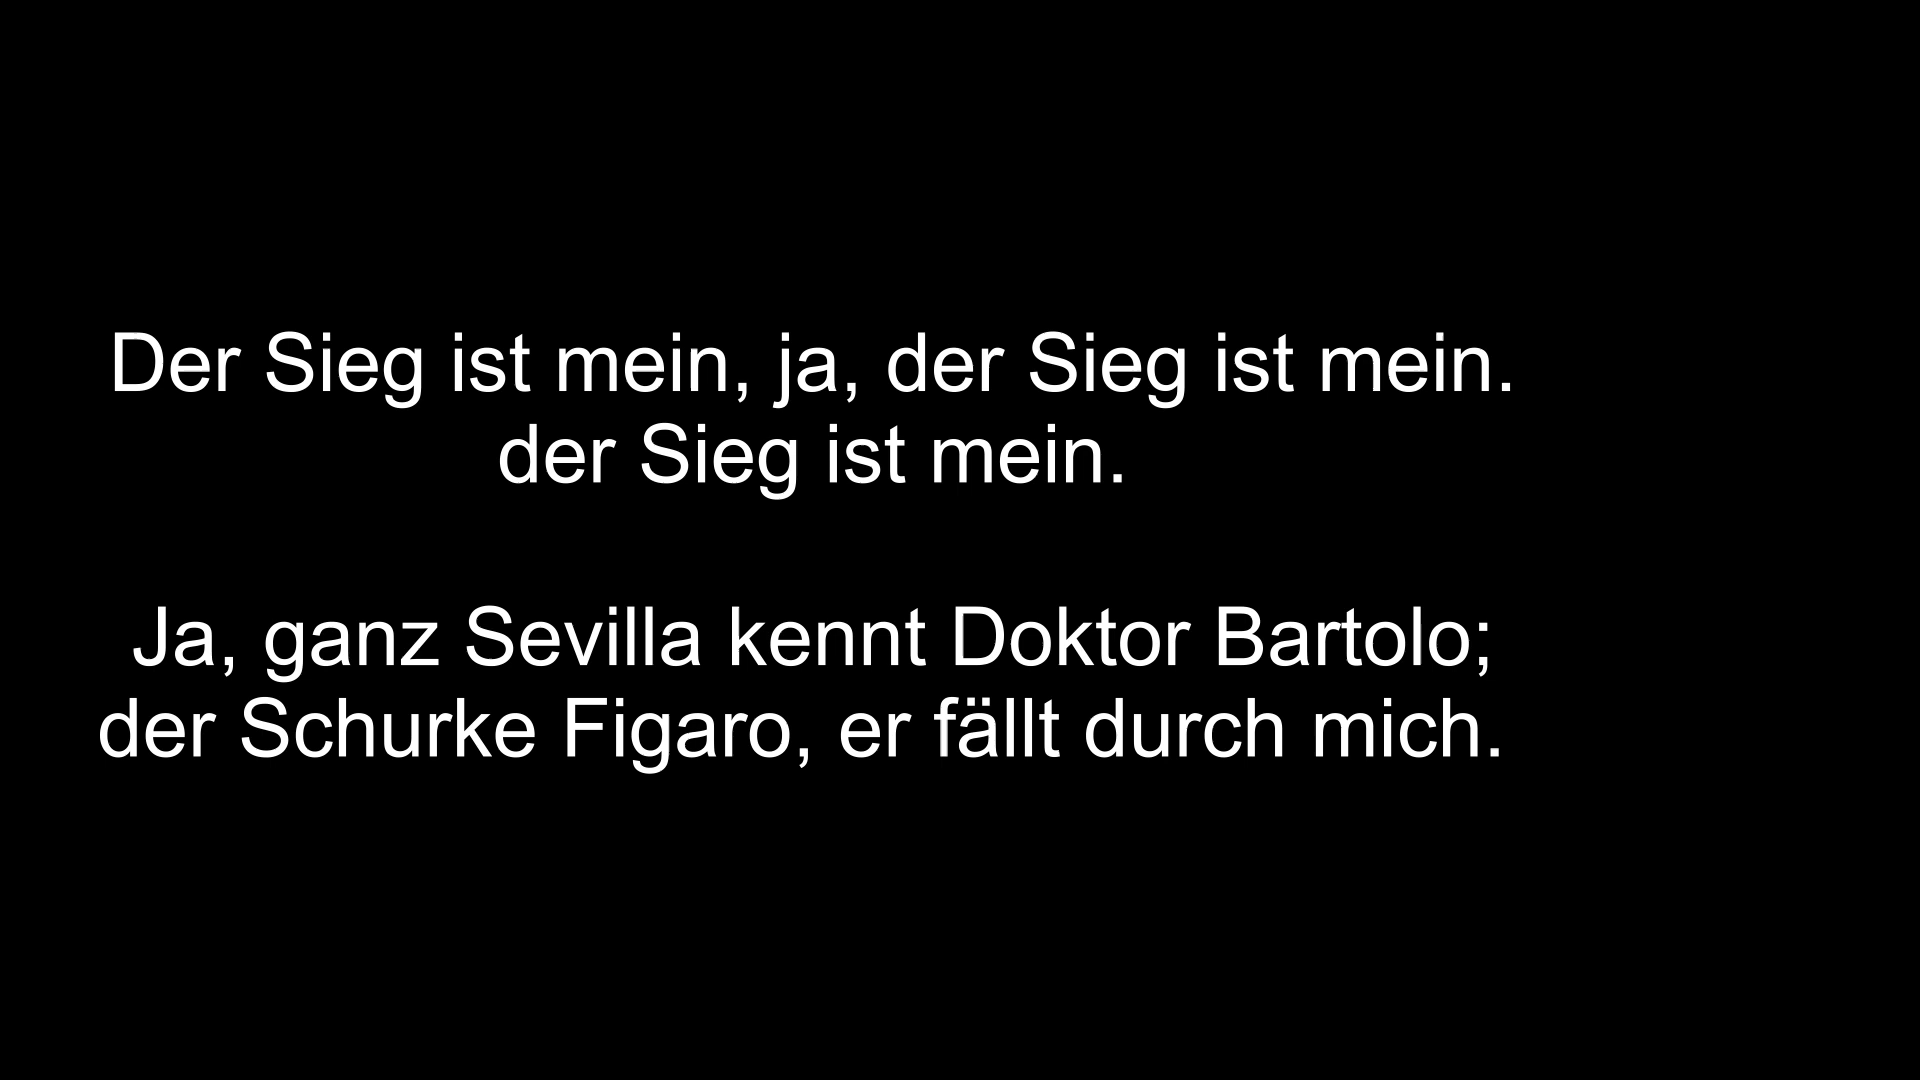 Der Sieg ist mein, ja, der Sieg ist mein.
der Sieg ist mein.
Ja, ganz Sevilla kennt Doktor Bartolo;
der Schurke Figaro, er fällt durch mich.